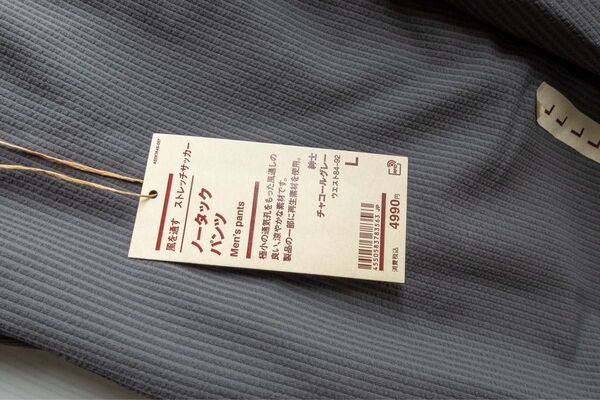 風を通す ストレッチサッカー
ノータック
パンツ
Men's pants
極小の通気孔をもった風通しの
良い、涼やかな素材です。
製品の一部に再生素材を使用。
紳士
チャコールグレー
ウエスト84-92
L
4550583783563
4990円
消費税込
L
L
L
L